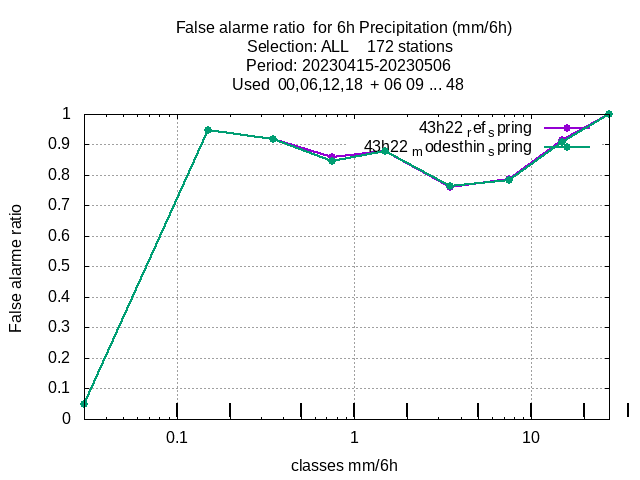 False alarme ratio  for 6h Precipitation (mm/6h)
Selection: ALL    172 stations
Period: 20230415-20230506
Used  00,06,12,18  + 06 09 ... 48
43h22ref_spring
43h22modesthin_spring
1
0.9
0.8
0.7
0.6
0.5
0.4
0.3
0.2
0.1
0
False alarme ratio
0.1 1 10
classes mm/6h